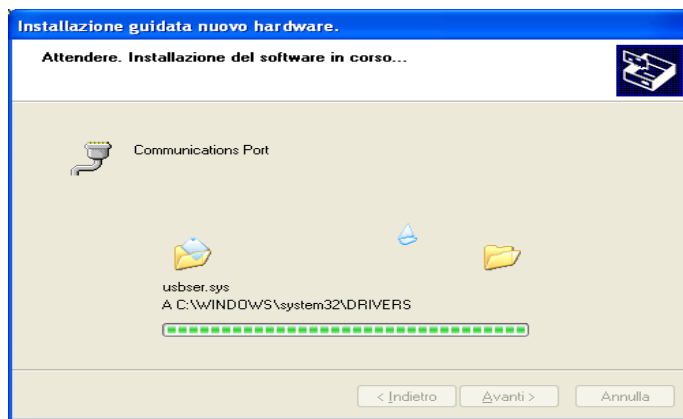 Installazione guidata nuovo hardware.
Attendere. Installazione del software in corso...
Communications Port
usbser.sys
A C:\WINDOWS\system32\DRIVERS
< Indietro Avanti > Annulla